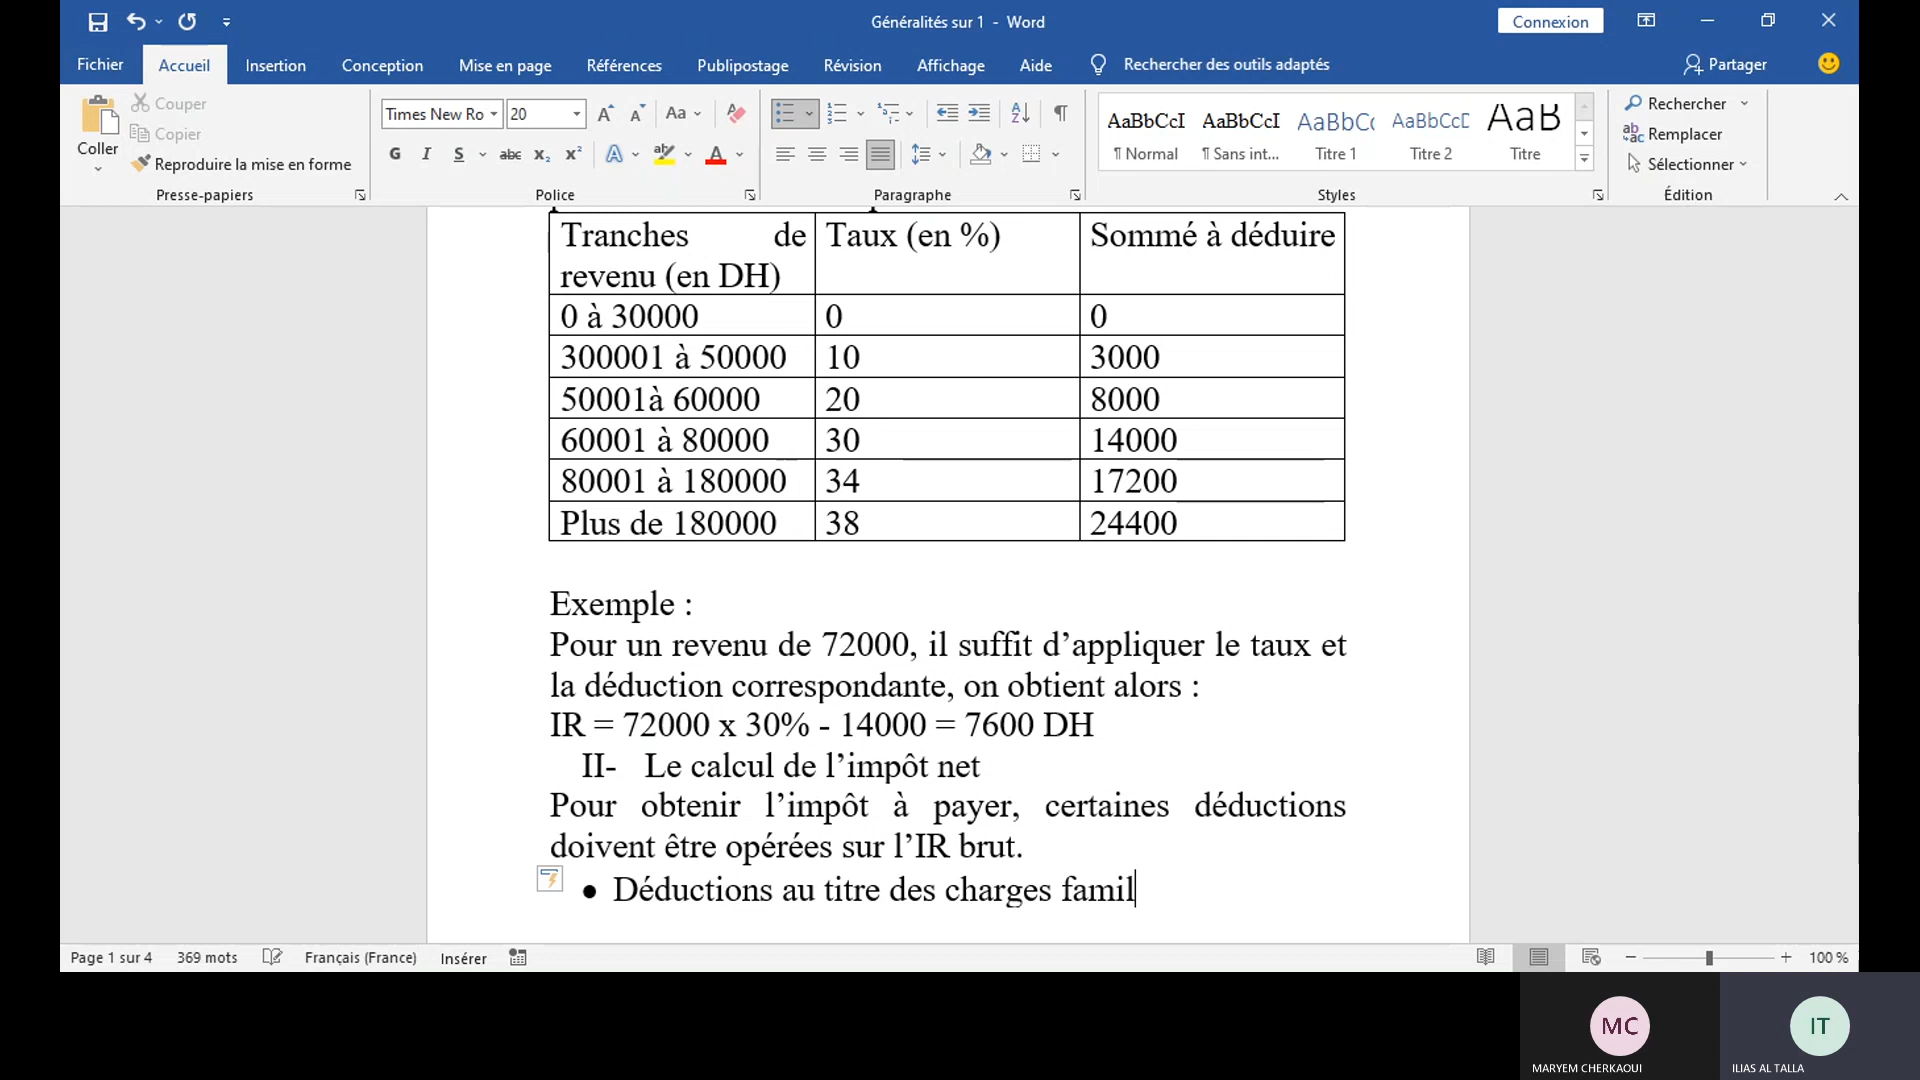 Généralités sur 1 - Word
Connexion
Fichier Accueil Insertion Conception Mise en page Références Publipostage Révision Affichage Aide Rechercher des outils adaptés Partager
Coller
Couper
Copier
Reproduire la mise en forme
Presse-papiers
Times New Ro 20
G I S abc x₂ x²
Police
Paragraphe
AaBbCcI AaBbCcI AaBbCc AaBbCcD AaB
¶ Normal ¶ Sans int... Titre 1 Titre 2 Titre
Styles
Rechercher
Remplacer
Sélectionner
Édition
Tranches de revenu (en DH) Taux (en %) Sommé à déduire
0 à 30000 0 0
300001 à 50000 10 3000
50001à 60000 20 8000
60001 à 80000 30 14000
80001 à 180000 34 17200
Plus de 180000 38 24400
Exemple :
Pour un revenu de 72000, il suffit d’appliquer le taux et
la déduction correspondante, on obtient alors :
IR = 72000 x 30% - 14000 = 7600 DH
II- Le calcul de l’impôt net
Pour obtenir l’impôt à payer, certaines déductions
doivent être opérées sur l’IR brut.
• Déductions au titre des charges famil
Page 1 sur 4 369 mots Français (France) Insérer 100 %
MC IT
MARYEM CHERKAOUI ILIAS AL TALLA